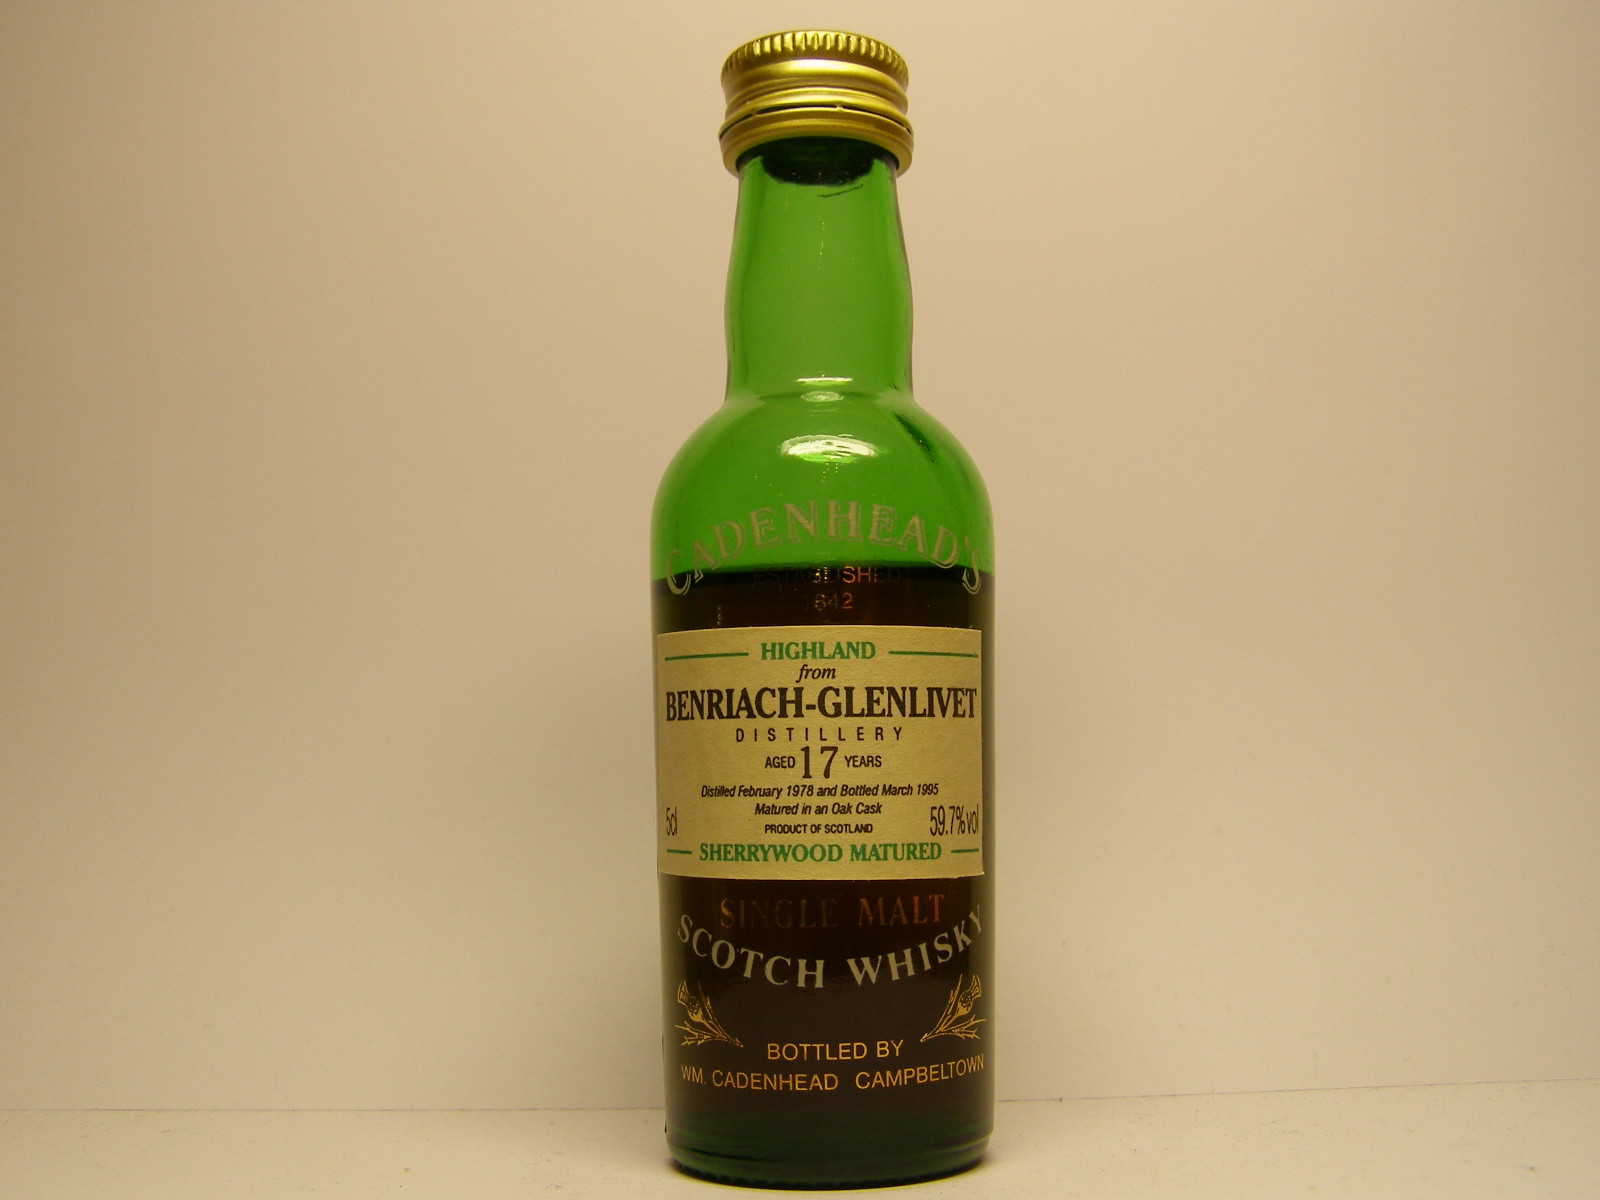 CADENHEAD'S
ESTABLISHED
1842
HIGHLAND
from
BENRIACH-GLENLIVET
DISTILLERY
AGED 17 YEARS
Distilled February 1978 and Bottled March 1995
Matured in an Oak Cask
5cl PRODUCT OF SCOTLAND 59.7%vol
SHERRYWOOD MATURED
SINGLE MALT
SCOTCH WHISKY
BOTTLED BY
WM. CADENHEAD CAMPBELTOWN